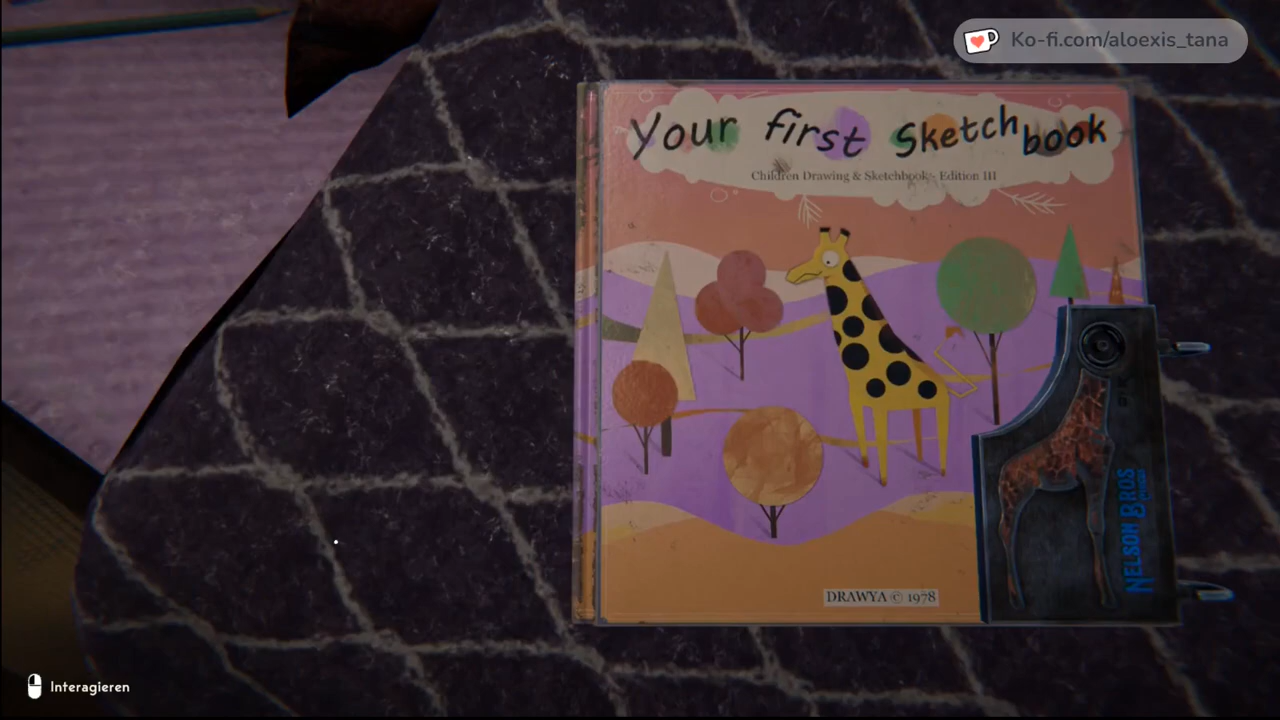 Ko-fi.com/aloexis_tana
Your first Sketchbook
Children Drawing & Sketchbook - Edition III
NELSON BROS
DRAWYA © 1978
Interagieren